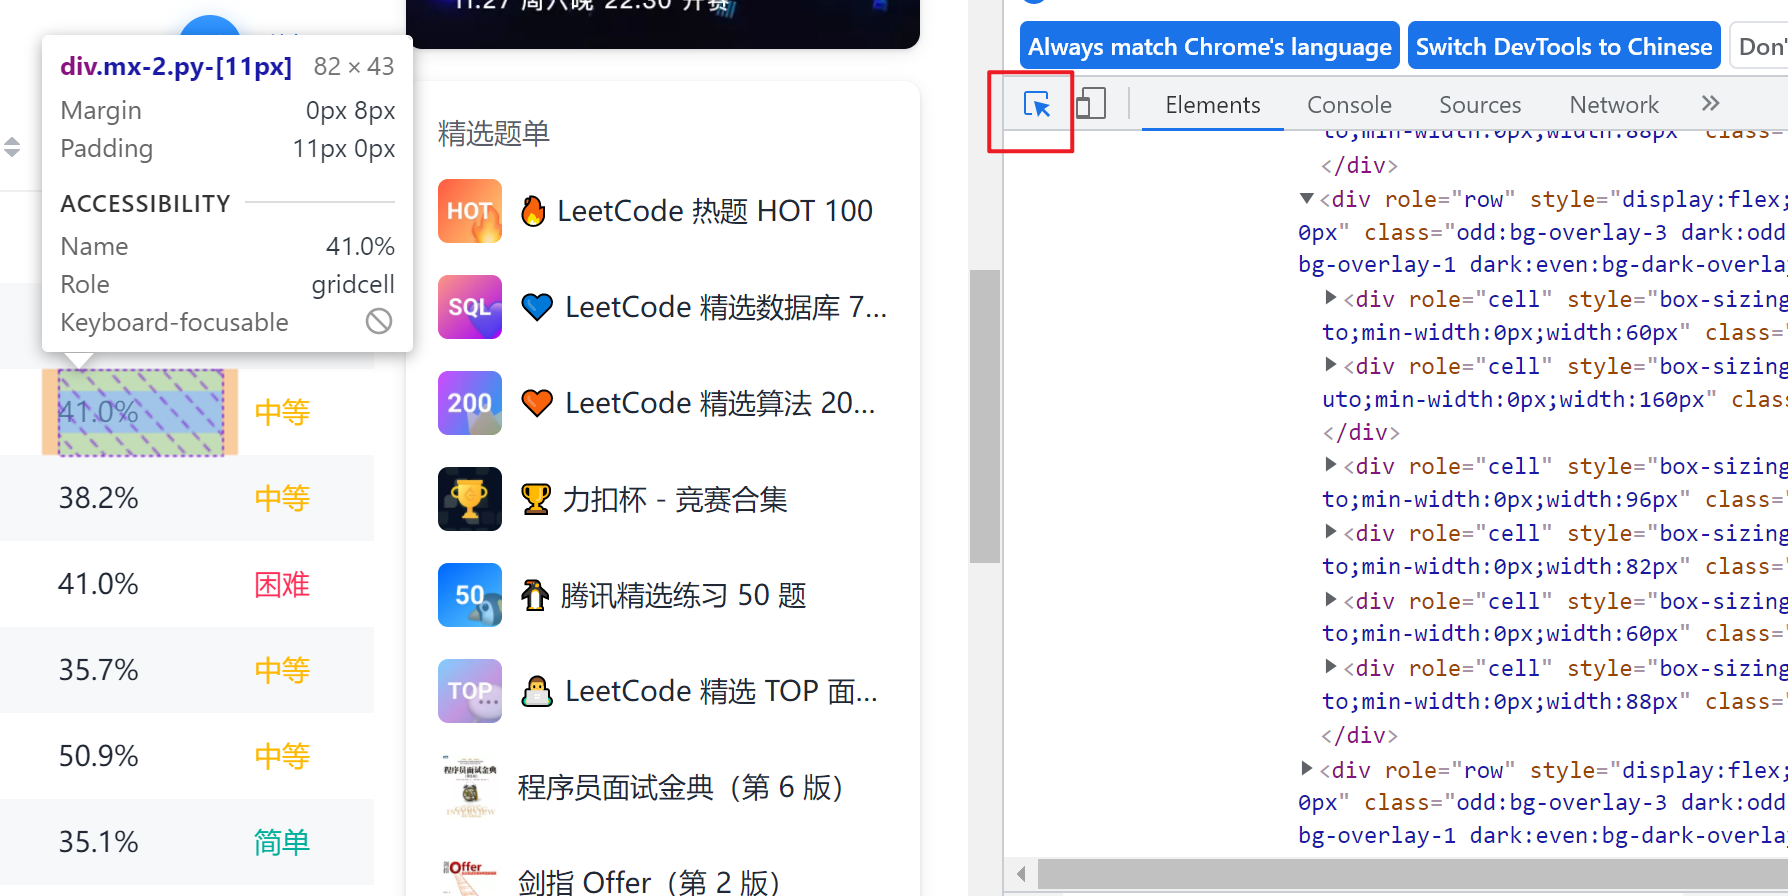 11.27 周六晚 22:30 开赛
div.mx-2.py-[11px] 82 × 43
Margin 0px 8px
Padding 11px 0px
ACCESSIBILITY
Name 41.0%
Role gridcell
Keyboard-focusable
41.0% 中等
38.2% 中等
41.0% 困难
35.7% 中等
50.9% 中等
35.1% 简单
精选题单
HOT 🔥 LeetCode 热题 HOT 100
SQL 💙 LeetCode 精选数据库 7...
200 🧡 LeetCode 精选算法 20...
🏆 力扣杯 - 竞赛合集
50 🐧 腾讯精选练习 50 题
TOP 👨‍💻 LeetCode 精选 TOP 面...
程序员面试金典
程序员面试金典（第 6 版）
Offer
剑指 Offer（第 2 版）
Always match Chrome's language Switch DevTools to Chinese Don'
Elements Console Sources Network »
to;min-width:0px;width:88px" class=
</div>
▼<div role="row" style="display:flex;
0px" class="odd:bg-overlay-3 dark:odd
bg-overlay-1 dark:even:bg-dark-overla
▶<div role="cell" style="box-sizing
to;min-width:0px;width:60px" class=
▶<div role="cell" style="box-sizing
uto;min-width:0px;width:160px" clas
</div>
▶<div role="cell" style="box-sizing
to;min-width:0px;width:96px" class=
▶<div role="cell" style="box-sizing
to;min-width:0px;width:82px" class=
▶<div role="cell" style="box-sizing
to;min-width:0px;width:60px" class=
▶<div role="cell" style="box-sizing
to;min-width:0px;width:88px" class=
</div>
▶<div role="row" style="display:flex;
0px" class="odd:bg-overlay-3 dark:odd
bg-overlay-1 dark:even:bg-dark-overla